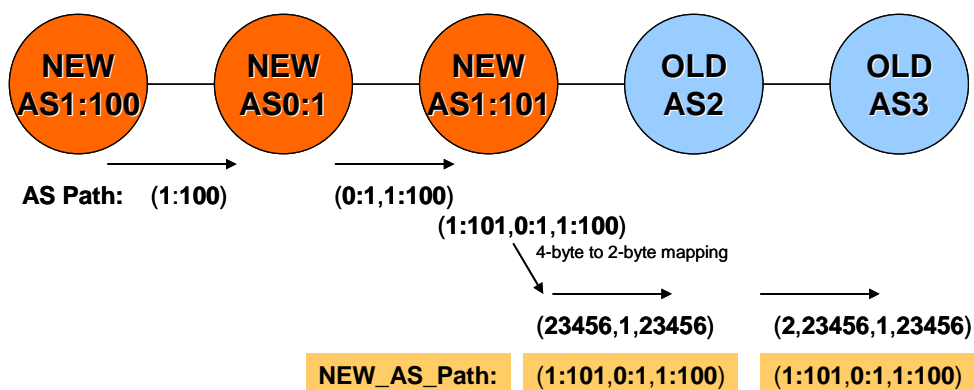 NEW
AS1:100
NEW
AS0:1
NEW
AS1:101
OLD
AS2
OLD
AS3
AS Path: (1:100) (0:1,1:100)
(1:101,0:1,1:100)
4-byte to 2-byte mapping
(23456,1,23456) (2,23456,1,23456)
NEW_AS_Path: (1:101,0:1,1:100) (1:101,0:1,1:100)